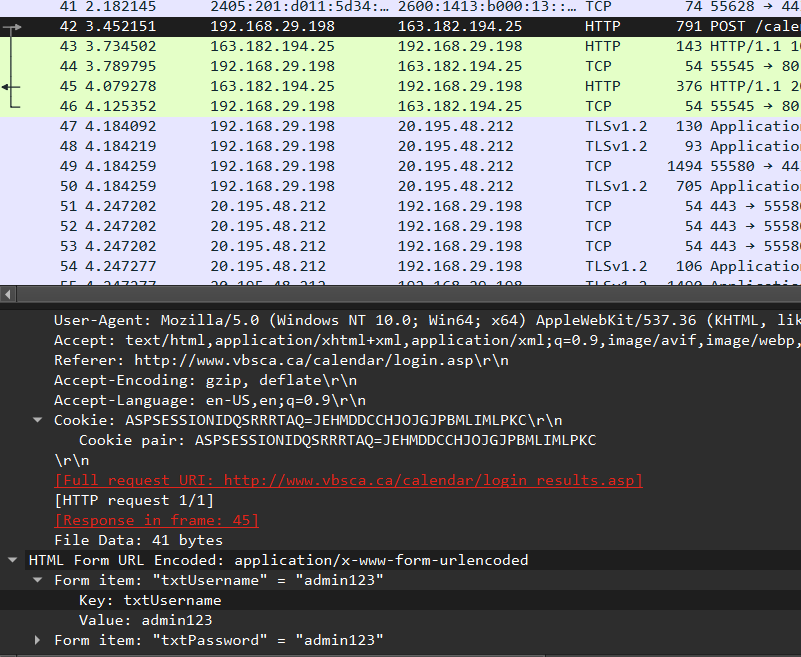 41 2.182145 2405:201:d011:5d34:… 2600:1413:b000:13::… TCP 74 55628 → 44
42 3.452151 192.168.29.198 163.182.194.25 HTTP 791 POST /cale
43 3.734502 163.182.194.25 192.168.29.198 HTTP 143 HTTP/1.1 1
44 3.789795 192.168.29.198 163.182.194.25 TCP 54 55545 → 80
45 4.079278 163.182.194.25 192.168.29.198 HTTP 376 HTTP/1.1 2
46 4.125352 192.168.29.198 163.182.194.25 TCP 54 55545 → 80
47 4.184092 192.168.29.198 20.195.48.212 TLSv1.2 130 Applicatio
48 4.184219 192.168.29.198 20.195.48.212 TLSv1.2 93 Applicatio
49 4.184259 192.168.29.198 20.195.48.212 TCP 1494 55580 → 44
50 4.184259 192.168.29.198 20.195.48.212 TLSv1.2 705 Applicatio
51 4.247202 20.195.48.212 192.168.29.198 TCP 54 443 → 5558
52 4.247202 20.195.48.212 192.168.29.198 TCP 54 443 → 5558
53 4.247202 20.195.48.212 192.168.29.198 TCP 54 443 → 5558
54 4.247277 20.195.48.212 192.168.29.198 TLSv1.2 106 Applicatio
User-Agent: Mozilla/5.0 (Windows NT 10.0; Win64; x64) AppleWebKit/537.36 (KHTML, lik
Accept: text/html,application/xhtml+xml,application/xml;q=0.9,image/avif,image/webp,
Referer: http://www.vbsca.ca/calendar/login.asp\r\n
Accept-Encoding: gzip, deflate\r\n
Accept-Language: en-US,en;q=0.9\r\n
Cookie: ASPSESSIONIDQSRRRTAQ=JEHMDDCCHJOJGJPBMLIMLPKC\r\n
Cookie pair: ASPSESSIONIDQSRRRTAQ=JEHMDDCCHJOJGJPBMLIMLPKC
\r\n
[Full request URI: http://www.vbsca.ca/calendar/login_results.asp]
[HTTP request 1/1]
[Response in frame: 45]
File Data: 41 bytes
HTML Form URL Encoded: application/x-www-form-urlencoded
Form item: "txtUsername" = "admin123"
Key: txtUsername
Value: admin123
Form item: "txtPassword" = "admin123"